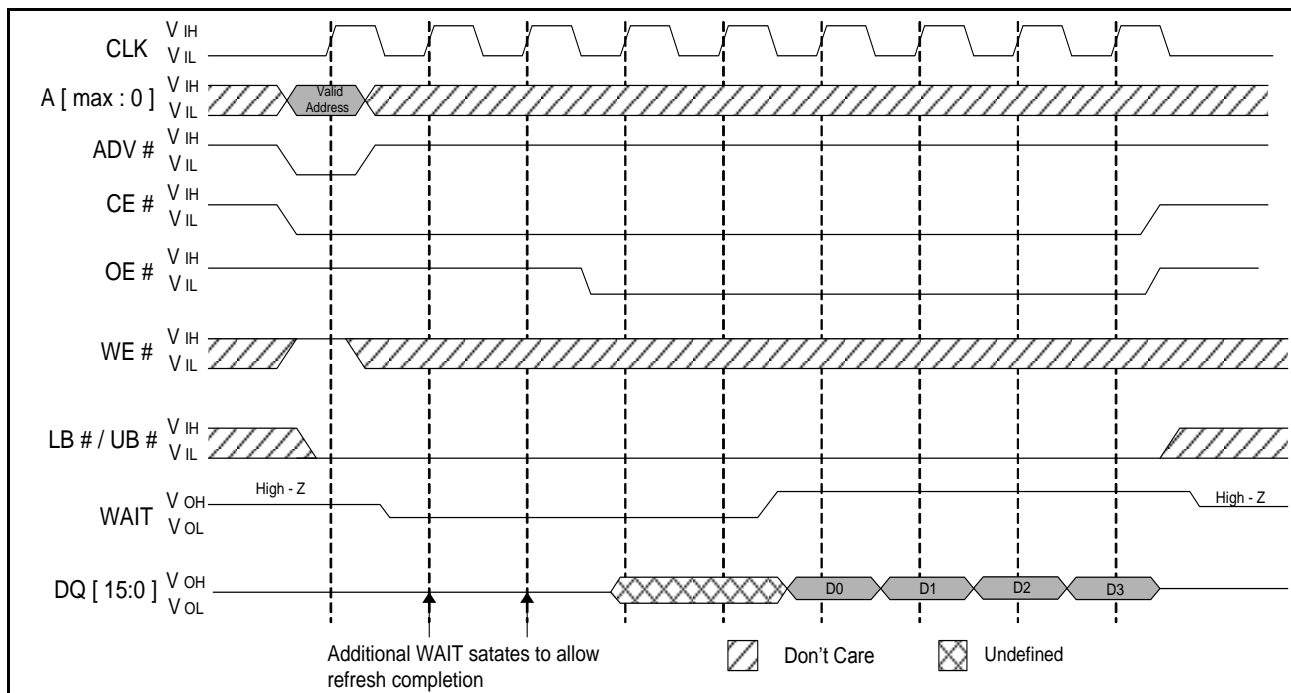 CLK
V IH
V IL
A [ max : 0 ]
V IH
V IL
Valid
Address
ADV #
V IH
V IL
CE #
V IH
V IL
OE #
V IH
V IL
WE #
V IH
V IL
LB # / UB #
V IH
V IL
WAIT
V OH
V OL
High - Z
High - Z
DQ [ 15:0 ]
V OH
V OL
D0
D1
D2
D3
Additional WAIT satates to allow
refresh completion
Don't Care
Undefined